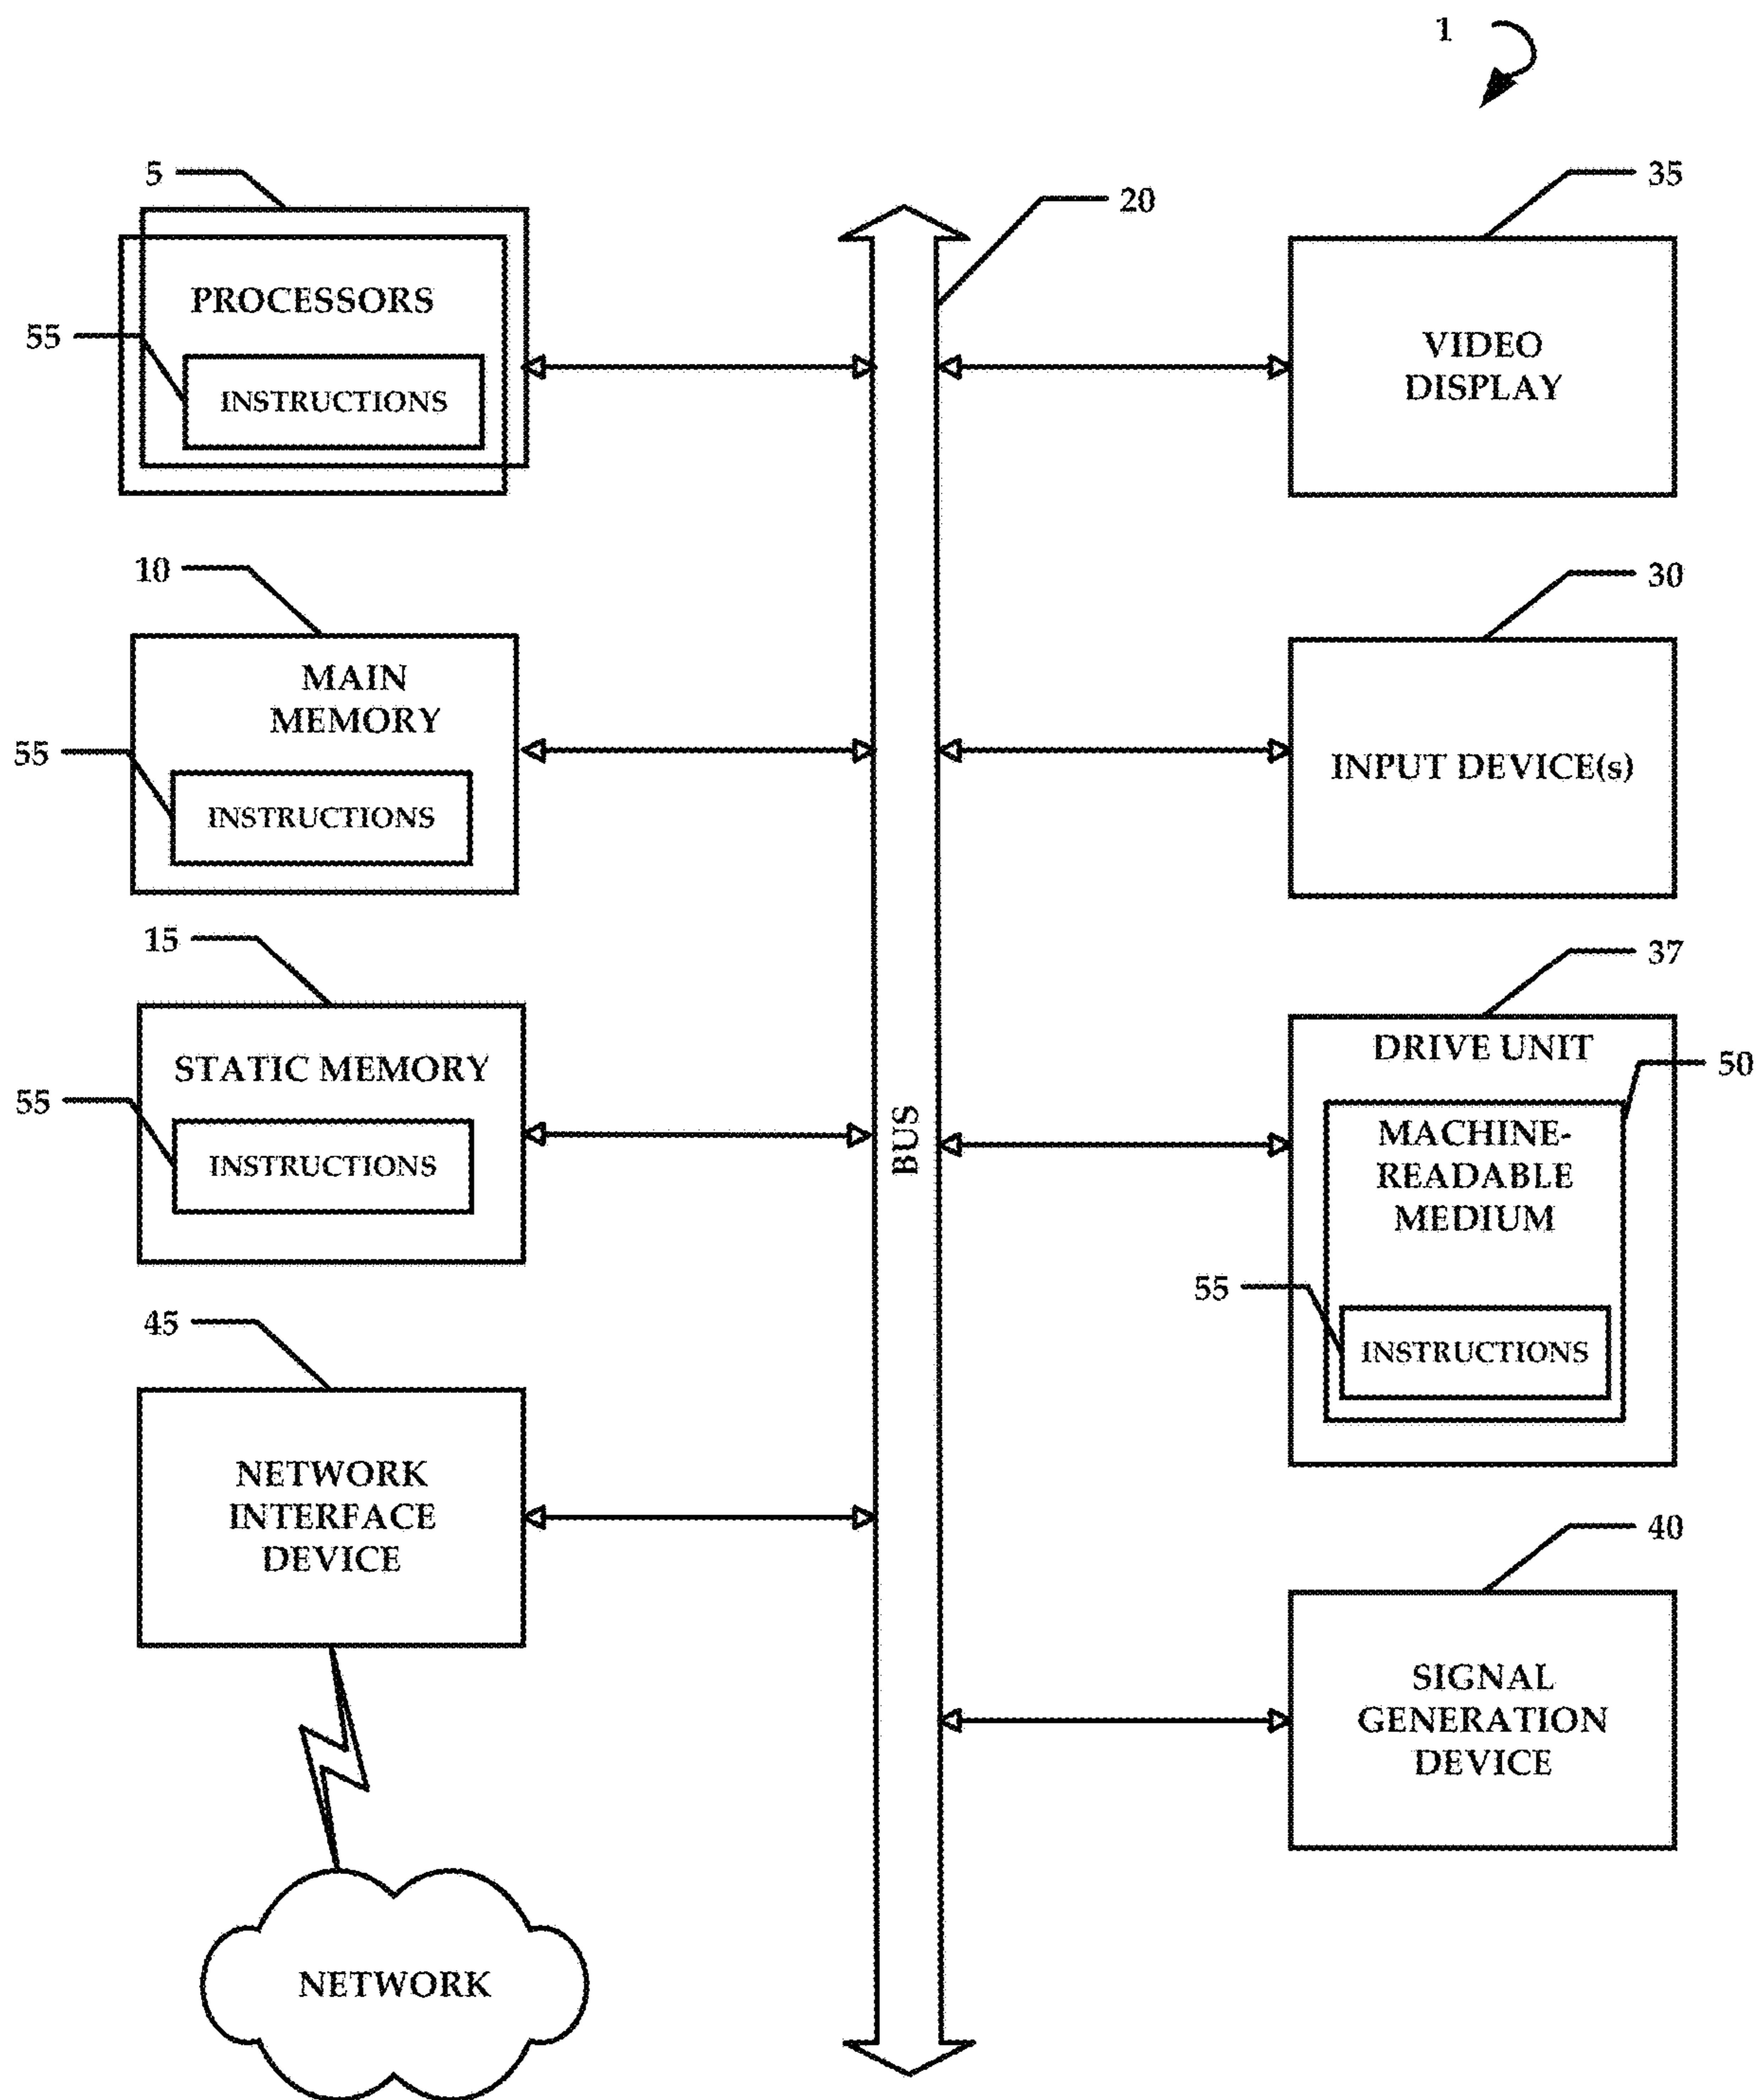 1
5
PROCESSORS
55
INSTRUCTIONS
20
35
VIDEO
DISPLAY
10
MAIN
MEMORY
55
INSTRUCTIONS
30
INPUT DEVICE(s)
15
STATIC MEMORY
55
INSTRUCTIONS
BUS
37
DRIVE UNIT
50
MACHINE-
READABLE
MEDIUM
55
INSTRUCTIONS
45
NETWORK
INTERFACE
DEVICE
40
SIGNAL
GENERATION
DEVICE
NETWORK